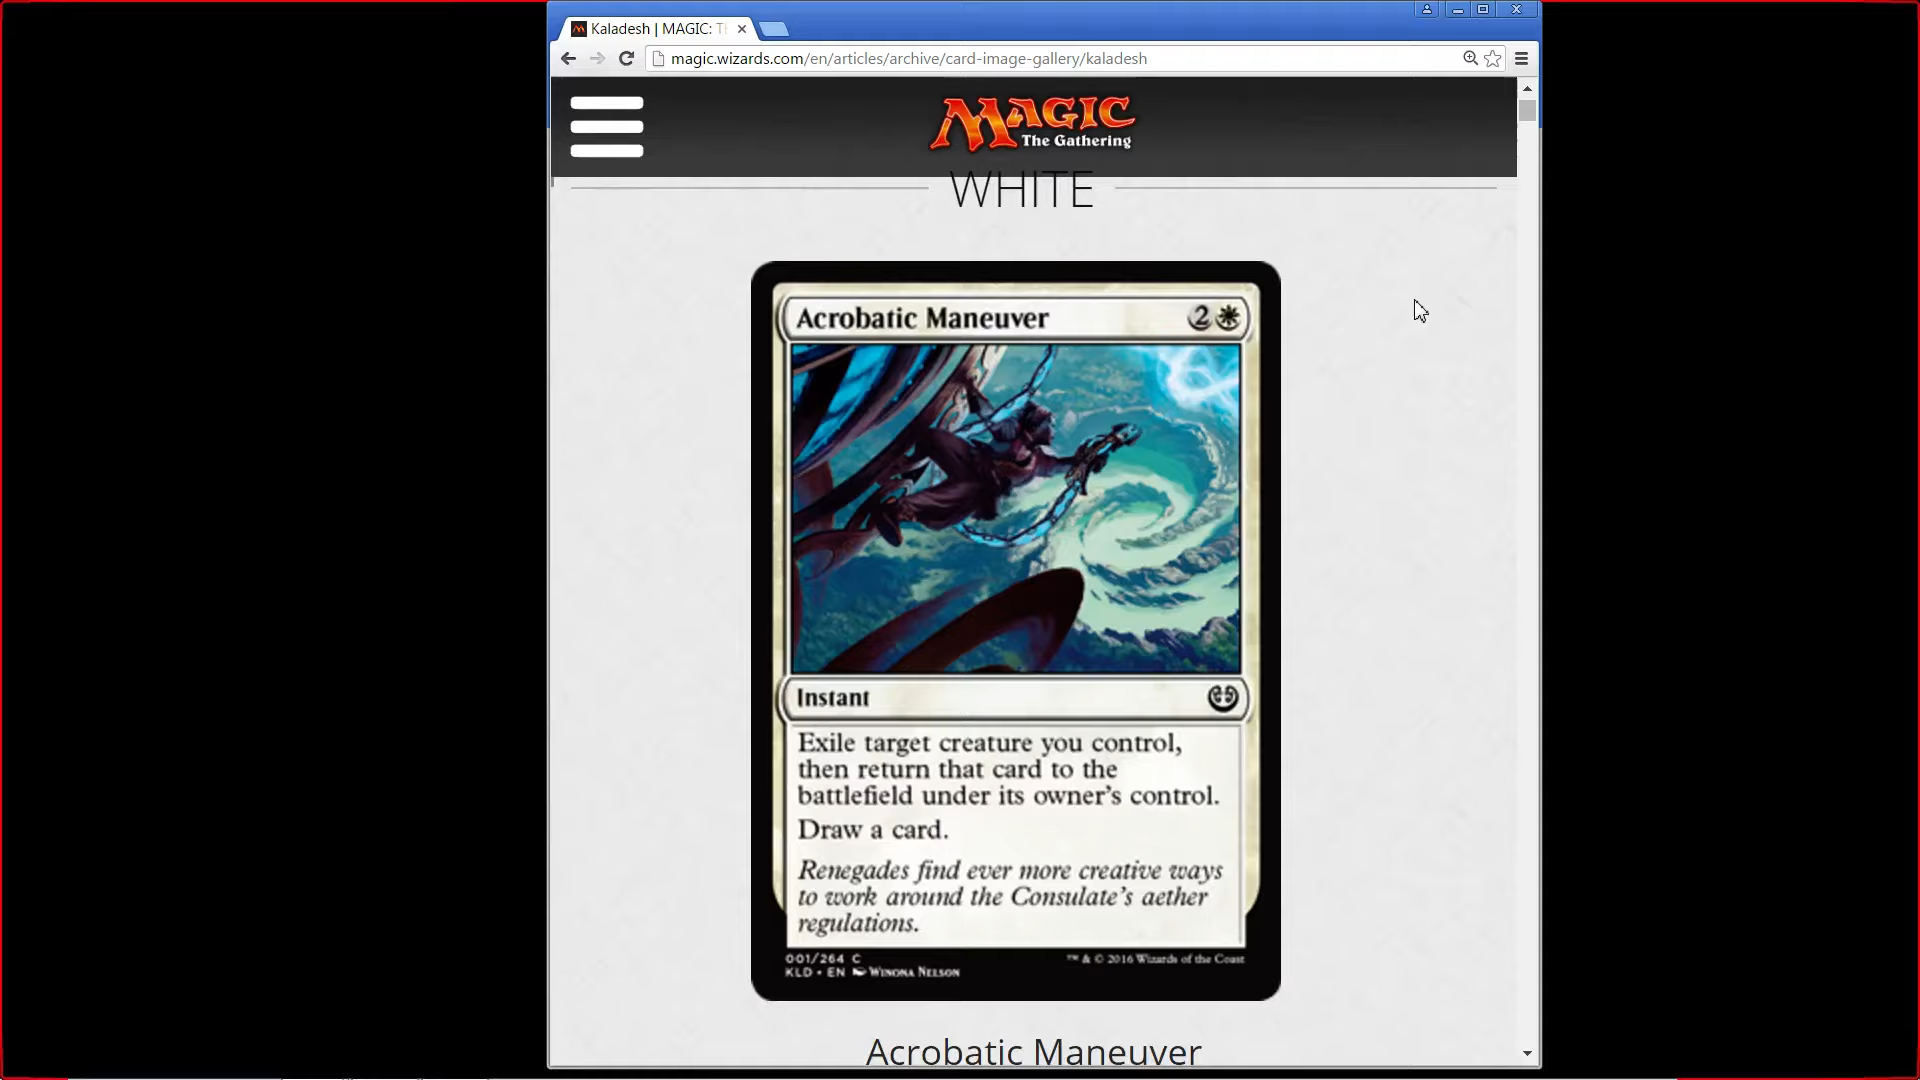 Kaladesh | MAGIC: T
magic.wizards.com/en/articles/archive/card-image-gallery/kaladesh
MAGIC
The Gathering
WHITE
Acrobatic Maneuver 2
Instant
Exile target creature you control,
then return that card to the
battlefield under its owner's control.
Draw a card.
Renegades find ever more creative ways
to work around the Consulate's aether
regulations.
001/264 C
™ & © 2016 Wizards of the Coast
KLD • EN Winona Nelson
Acrobatic Maneuver